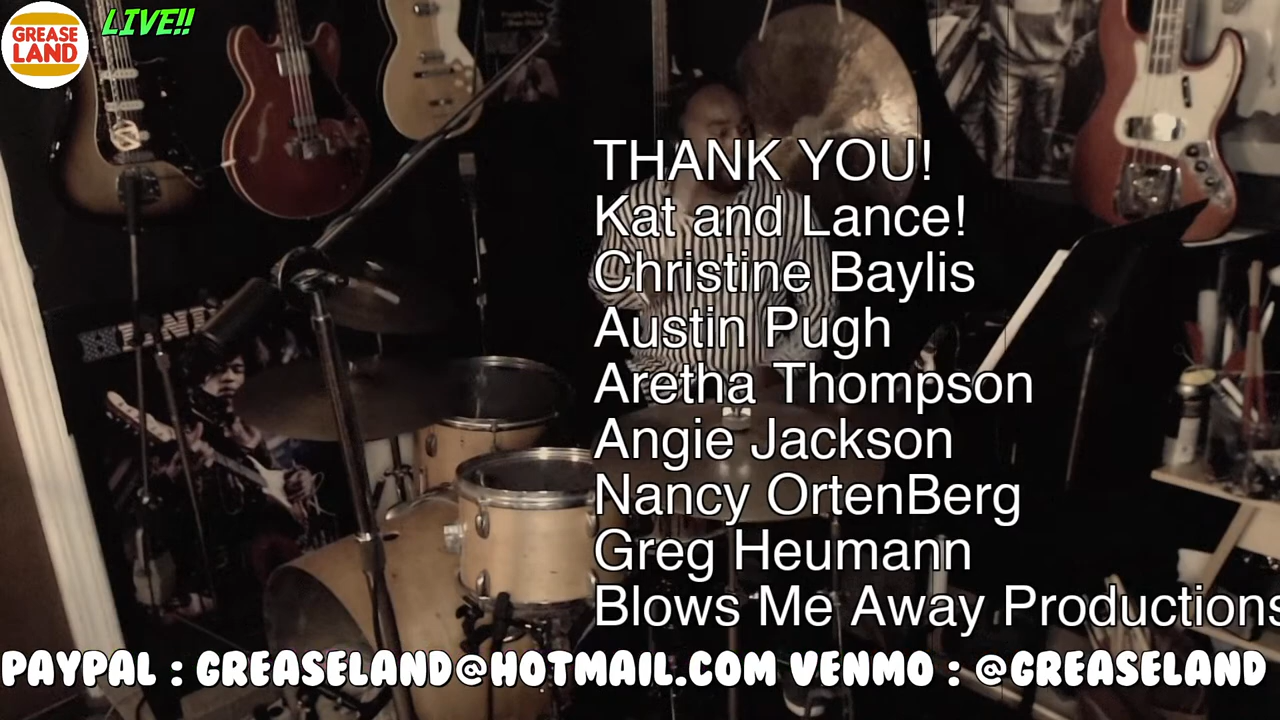 GREASE
LAND
LIVE!!
THANK YOU!
Kat and Lance!
Christine Baylis
Austin Pugh
Aretha Thompson
Angie Jackson
Nancy OrtenBerg
Greg Heumann
Blows Me Away Productions
PAYPAL : GREASELAND@HOTMAIL.COM VENMO : @GREASELAND